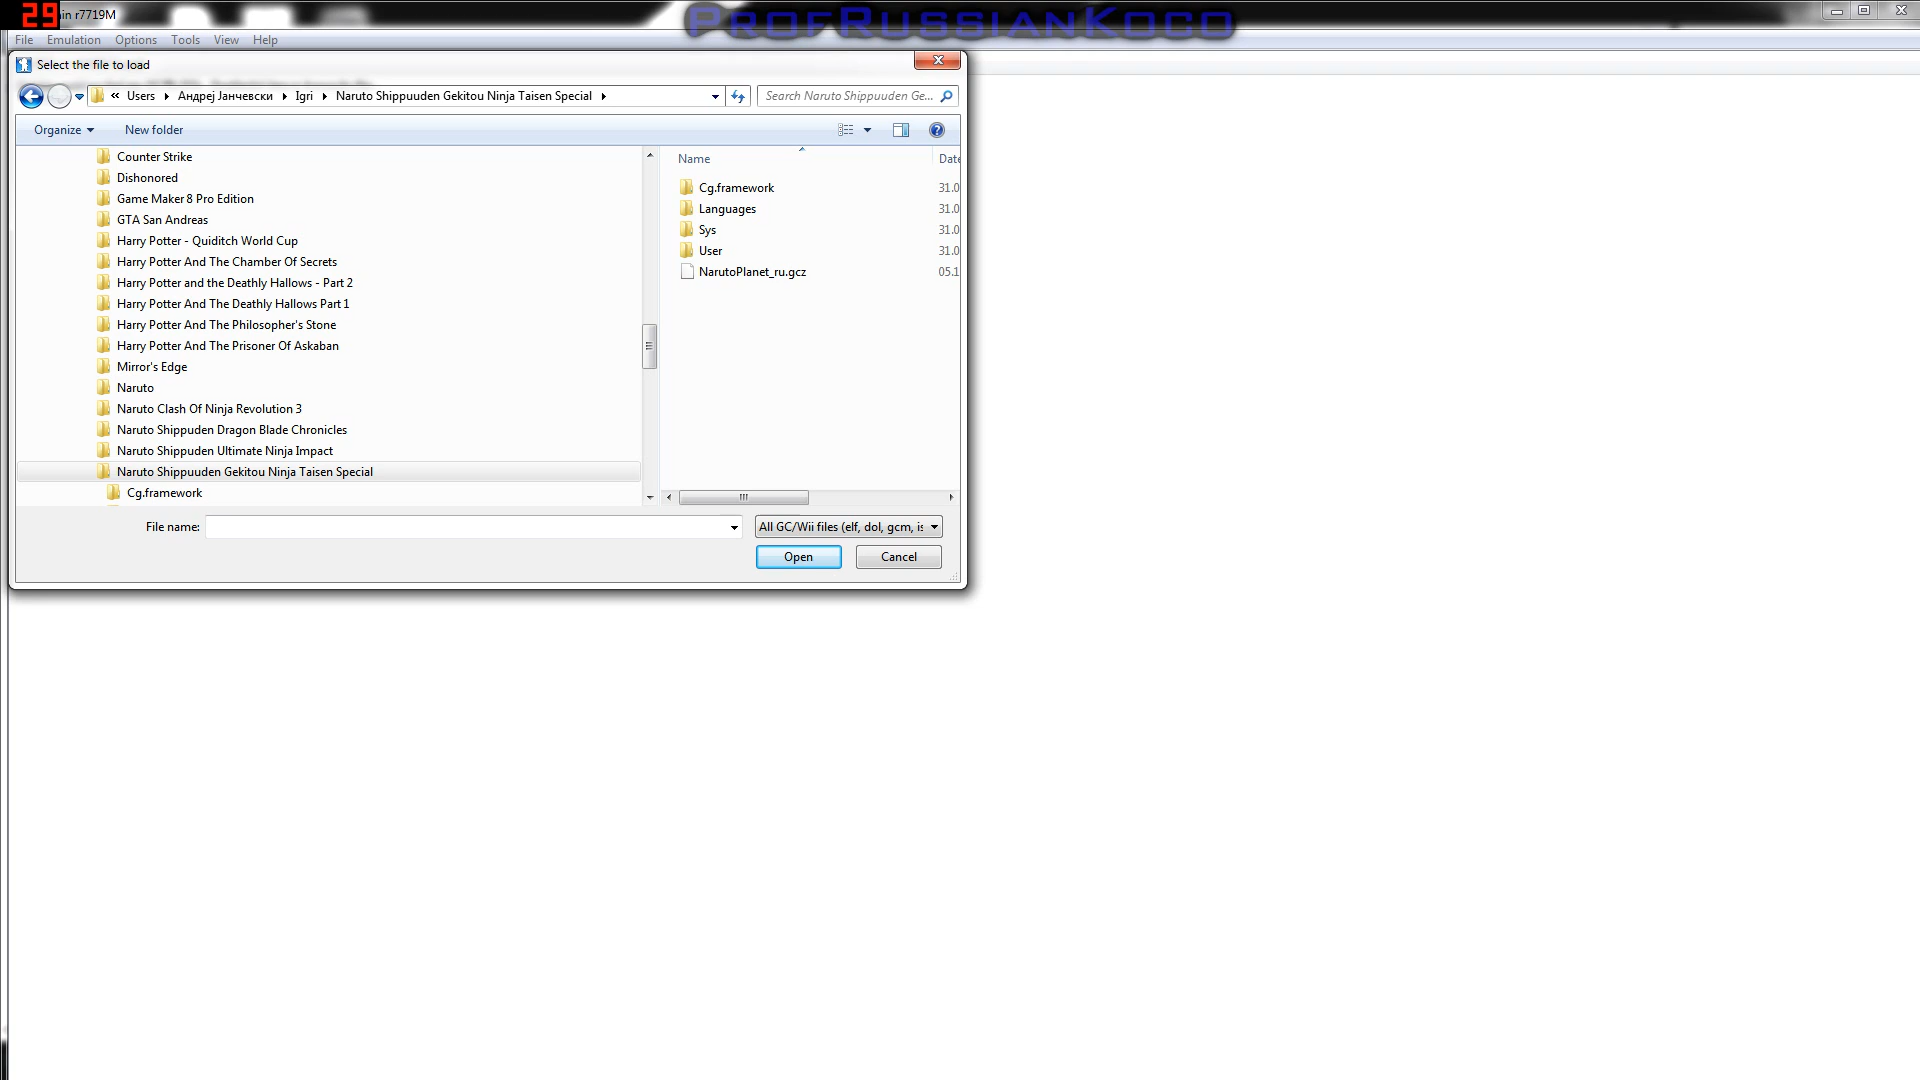 29
in r7719M
ProfRussianKoco
File Emulation Options Tools View Help
Select the file to load
« Users Андреј Јанчевски Igri Naruto Shippuuden Gekitou Ninja Taisen Special
Search Naruto Shippuuden Ge...
Organize New folder
Counter Strike
Dishonored
Game Maker 8 Pro Edition
GTA San Andreas
Harry Potter - Quiditch World Cup
Harry Potter And The Chamber Of Secrets
Harry Potter and the Deathly Hallows - Part 2
Harry Potter And The Deathly Hallows Part 1
Harry Potter And The Philosopher's Stone
Harry Potter And The Prisoner Of Askaban
Mirror's Edge
Naruto
Naruto Clash Of Ninja Revolution 3
Naruto Shippuden Dragon Blade Chronicles
Naruto Shippuden Ultimate Ninja Impact
Naruto Shippuuden Gekitou Ninja Taisen Special
Cg.framework
Name Date
Cg.framework 31.0
Languages 31.0
Sys 31.0
User 31.0
NarutoPlanet_ru.gcz 05.1
File name:
All GC/Wii files (elf, dol, gcm, is
Open Cancel